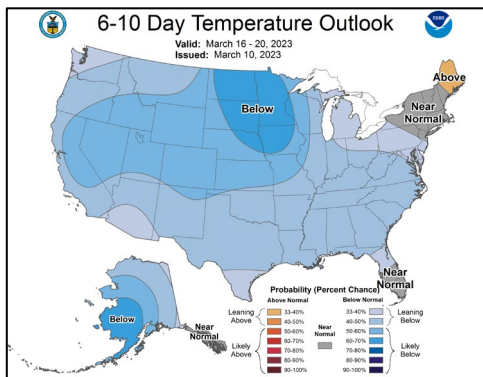 6-10 Day Temperature Outlook
Valid: March 16 - 20, 2023
Issued: March 10, 2023
NOAA
Above
Near
Normal
Below
Near
Normal
Below
Near
Normal
Probability (Percent Chance)
Above Normal
Below Normal
Leaning
Above
33-40%
40-50%
Near
Normal
33-40%
40-50%
Leaning
Below
Likely
Above
50-60%
60-70%
70-80%
80-90%
90-100%
50-60%
60-70%
70-80%
80-90%
90-100%
Likely
Below